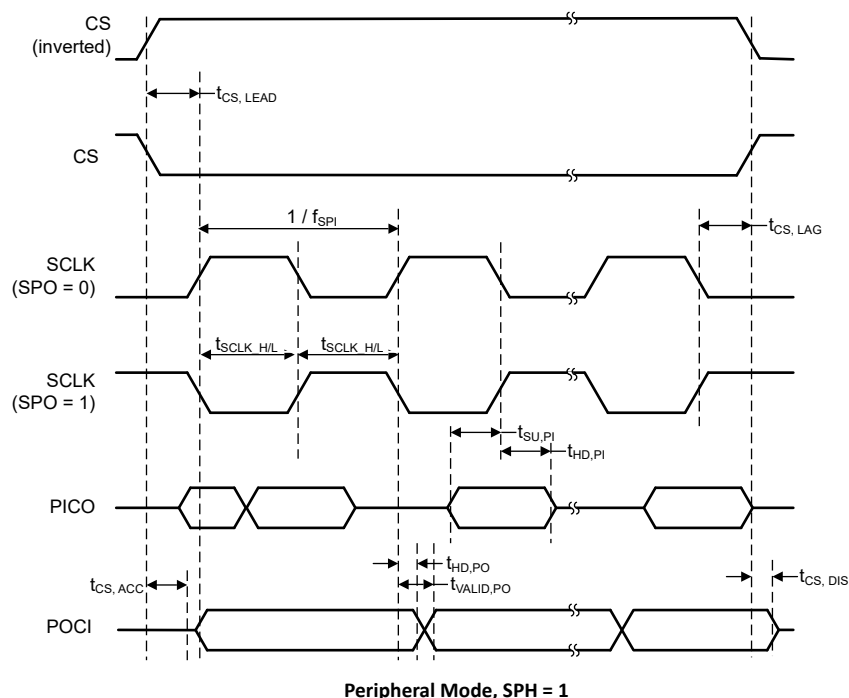 CS
(inverted)
tCS, LEAD
CS
1 / fSPI
tCS, LAG
SCLK
(SPO = 0)
tSCLK_H/L
tSCLK_H/L
SCLK
(SPO = 1)
tSU,PI
tHD,PI
PICO
tHD,PO
tCS, ACC
tVALID,PO
tCS, DIS
POCI
Peripheral Mode, SPH = 1